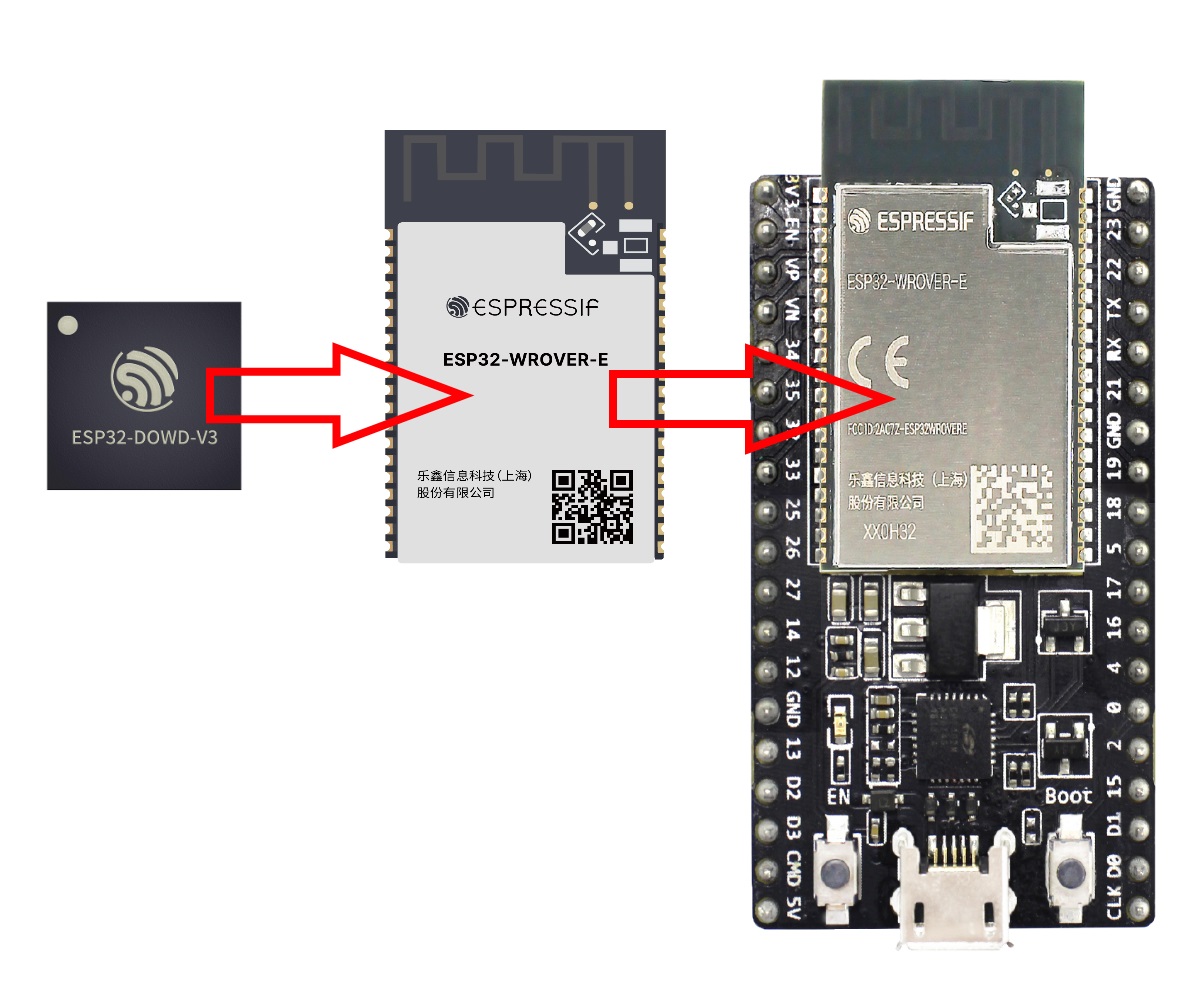 ESP32-D0WD-V3
ESPRESSIF
ESP32-WROVER-E
乐鑫信息科技(上海)
股份有限公司
ESPRESSIF
ESP32-WROVER-E
CE
FCC ID:2AC7Z-ESP32WROVERE
乐鑫信息科技(上海)
股份有限公司
XX0H32
3V3
EN
VP
VN
34
35
33
25
26
27
14
12
GND
13
D2
D3
CMD
5V
GND
23
22
TX
RX
21
GND
19
18
5
17
16
4
0
2
15
D1
D0
CLK
EN
Boot